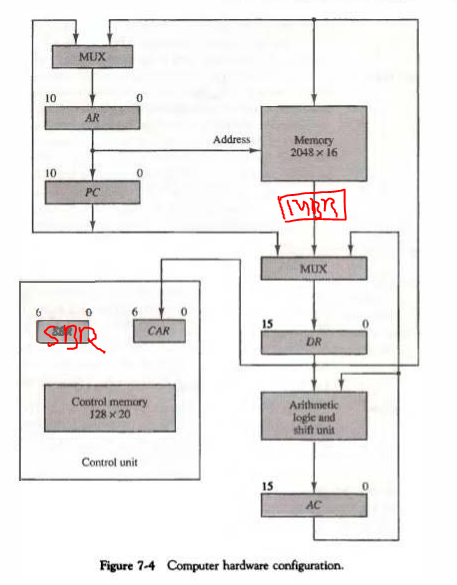 MUX
10 0
AR
Address
Memory
2048 × 16
10 0
PC
MBR
MUX
6 0 6 0
SBR CAR
15 0
DR
Control memory
128 × 20
Arithmetic
logic and
shift unit
Control unit
15 0
AC
Figure 7-4 Computer hardware configuration.